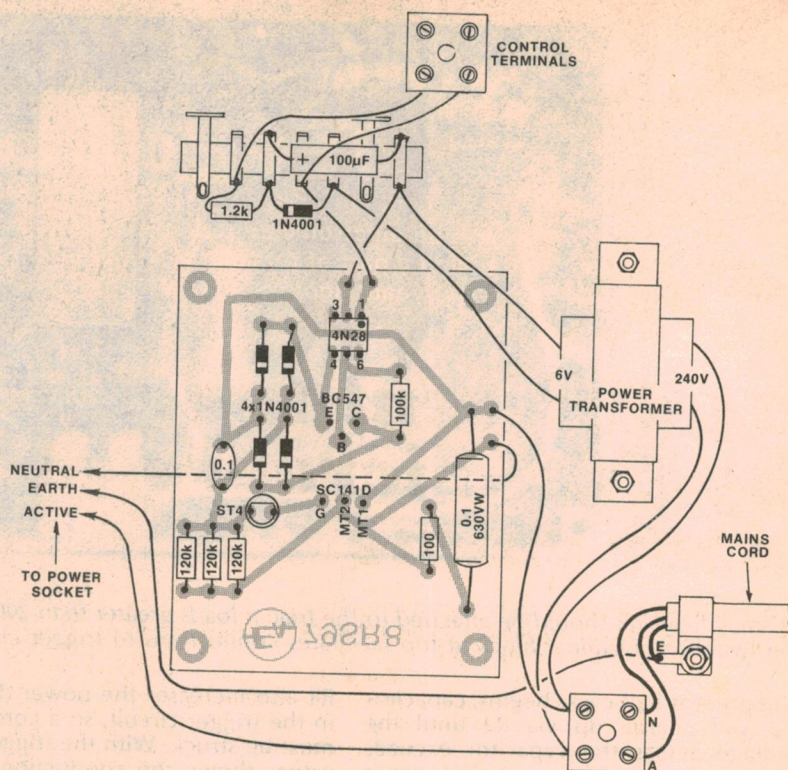 CONTROL
TERMINALS
+ 100µF
1.2k
1N4001
3 1
4N28
4 6
6V
240V
POWER
TRANSFORMER
BC547
E C
B
100k
4x1N4001
0.1
NEUTRAL
EARTH
ACTIVE
TO POWER
SOCKET
ST4
SC141D
G
MT2
MT1
0.1
630VW
100
120k
120k
120k
EA 79SR8
MAINS
CORD
E
N
A